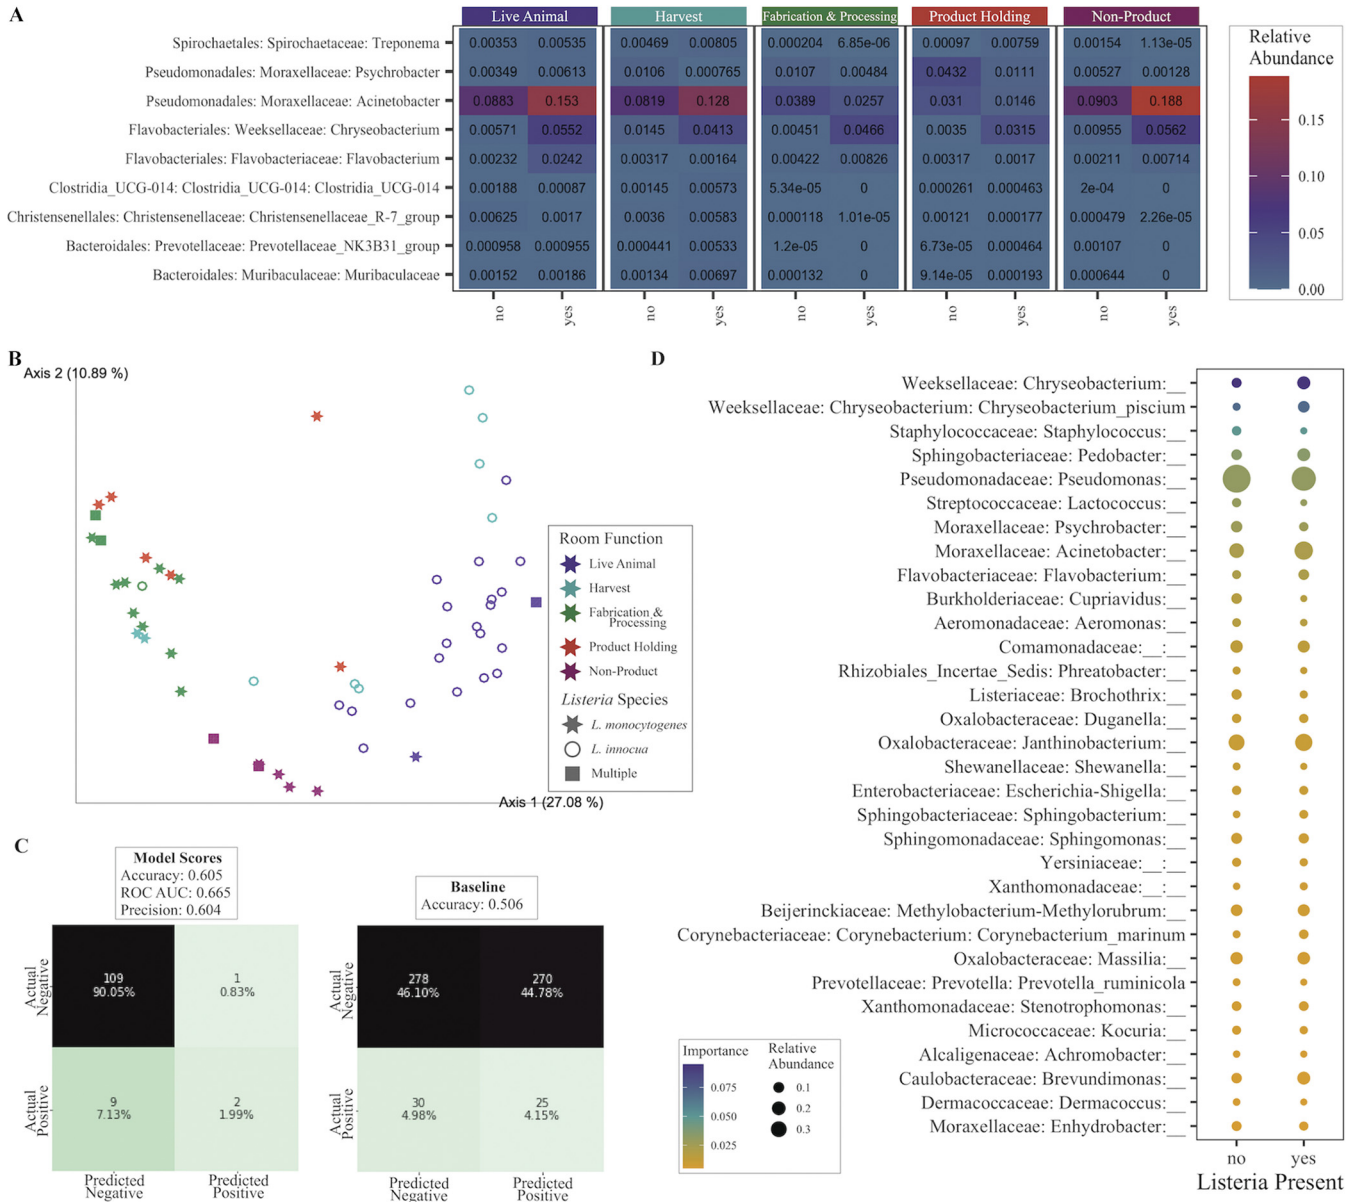 A
Live Animal Harvest Fabrication & Processing Product Holding Non-Product
Spirochaetales: Spirochaetaceae: Treponema 0.00353 0.00535 0.00469 0.00805 0.000204 6.85e-06 0.00097 0.00759 0.00154 1.13e-05
Pseudomonadales: Moraxellaceae: Psychrobacter 0.00349 0.00613 0.0106 0.000765 0.0107 0.00484 0.0432 0.0111 0.00527 0.00128
Pseudomonadales: Moraxellaceae: Acinetobacter 0.0883 0.153 0.0819 0.128 0.0389 0.0257 0.031 0.0146 0.0903 0.188
Flavobacteriales: Weeksellaceae: Chryseobacterium 0.00571 0.0552 0.0145 0.0413 0.00451 0.0466 0.0035 0.0315 0.00955 0.0562
Flavobacteriales: Flavobacteriaceae: Flavobacterium 0.00232 0.0242 0.00317 0.00164 0.00422 0.00826 0.00317 0.0017 0.00211 0.00714
Clostridia_UCG-014: Clostridia_UCG-014: Clostridia_UCG-014 0.00188 0.00087 0.00145 0.00573 5.34e-05 0 0.000261 0.000463 2e-04 0
Christensenellales: Christensenellaceae: Christensenellaceae_R-7_group 0.00625 0.0017 0.0036 0.00583 0.000118 1.01e-05 0.00121 0.000177 0.000479 2.26e-05
Bacteroidales: Prevotellaceae: Prevotellaceae_NK3B31_group 0.000958 0.000955 0.000441 0.00533 1.2e-05 0 6.73e-05 0.000464 0.00107 0
Bacteroidales: Muribaculaceae: Muribaculaceae 0.00152 0.00186 0.00134 0.00697 0.000132 0 9.14e-05 0.000193 0.000644 0
no yes no yes no yes no yes no yes
Relative
Abundance
0.15
0.10
0.05
0.00
B
Axis 2 (10.89 %)
Axis 1 (27.08 %)
Room Function
Live Animal
Harvest
Fabrication &
Processing
Product Holding
Non-Product
Listeria Species
L. monocytogenes
L. innocua
Multiple
C
Model Scores
Accuracy: 0.605
ROC AUC: 0.665
Precision: 0.604
Actual
Negative
109
90.05%
1
0.83%
Actual
Positive
9
7.13%
2
1.99%
Predicted
Negative
Predicted
Positive
Baseline
Accuracy: 0.506
Actual
Negative
278
46.10%
270
44.78%
Actual
Positive
30
4.98%
25
4.15%
Predicted
Negative
Predicted
Positive
D
Weeksellaceae: Chryseobacterium:__
Weeksellaceae: Chryseobacterium: Chryseobacterium_piscium
Staphylococcaceae: Staphylococcus:__
Sphingobacteriaceae: Pedobacter:__
Pseudomonadaceae: Pseudomonas:__
Streptococcaceae: Lactococcus:__
Moraxellaceae: Psychrobacter:__
Moraxellaceae: Acinetobacter:__
Flavobacteriaceae: Flavobacterium:__
Burkholderiaceae: Cupriavidus:__
Aeromonadaceae: Aeromonas:__
Comamonadaceae:__:__
Rhizobiales_Incertae_Sedis: Phreatobacter:__
Listeriaceae: Brochothrix:__
Oxalobacteraceae: Duganella:__
Oxalobacteraceae: Janthinobacterium:__
Shewanellaceae: Shewanella:__
Enterobacteriaceae: Escherichia-Shigella:__
Sphingobacteriaceae: Sphingobacterium:__
Sphingomonadaceae: Sphingomonas:__
Yersiniaceae:__:__
Xanthomonadaceae:__:__
Beijerinckiaceae: Methylobacterium-Methylorubrum:__
Corynebacteriaceae: Corynebacterium: Corynebacterium_marinum
Oxalobacteraceae: Massilia:__
Prevotellaceae: Prevotella: Prevotella_ruminicola
Xanthomonadaceae: Stenotrophomonas:__
Micrococcaceae: Kocuria:__
Alcaligenaceae: Achromobacter:__
Caulobacteraceae: Brevundimonas:__
Dermacoccaceae: Dermacoccus:__
Moraxellaceae: Enhydrobacter:__
no yes
Listeria Present
Importance
0.075
0.050
0.025
Relative
Abundance
0.1
0.2
0.3